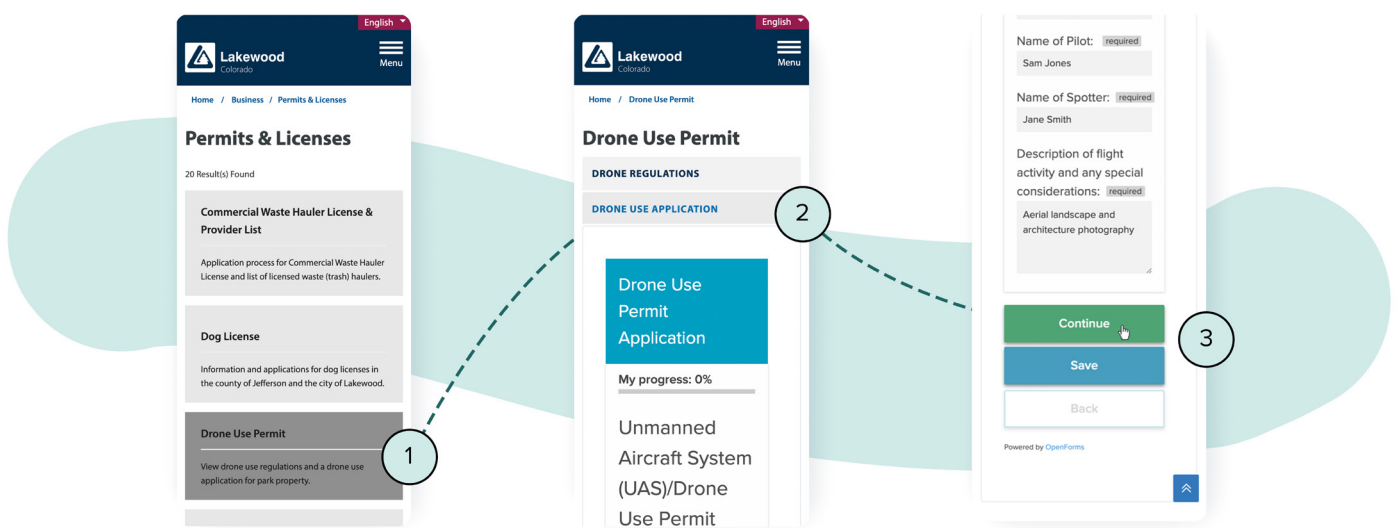 English
Lakewood
Colorado
Menu
Home / Business / Permits & Licenses
Permits & Licenses
20 Result(s) Found
Commercial Waste Hauler License &
Provider List
Application process for Commercial Waste Hauler
License and list of licensed waste (trash) haulers.
Dog License
Information and applications for dog licenses in
the county of Jefferson and the city of Lakewood.
Drone Use Permit
View drone use regulations and a drone use
application for park property.
1
English
Lakewood
Colorado
Menu
Home / Drone Use Permit
Drone Use Permit
DRONE REGULATIONS
DRONE USE APPLICATION
2
Drone Use
Permit
Application
My progress: 0%
Unmanned
Aircraft System
(UAS)/Drone
Use Permit
Name of Pilot: required
Sam Jones
Name of Spotter: required
Jane Smith
Description of flight
activity and any special
considerations: required
Aerial landscape and
architecture photography
Continue
3
Save
Back
Powered by OpenForms